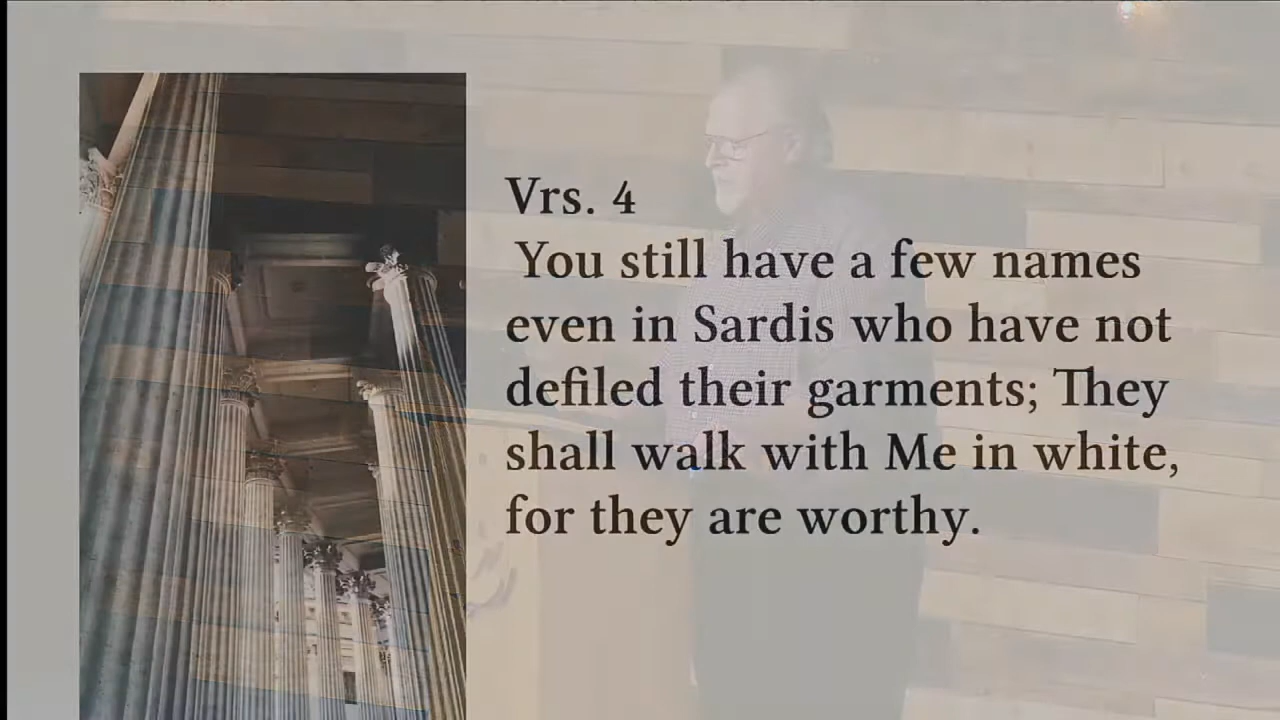 Vrs. 4
You still have a few names
even in Sardis who have not
defiled their garments; They
shall walk with Me in white,
for they are worthy.